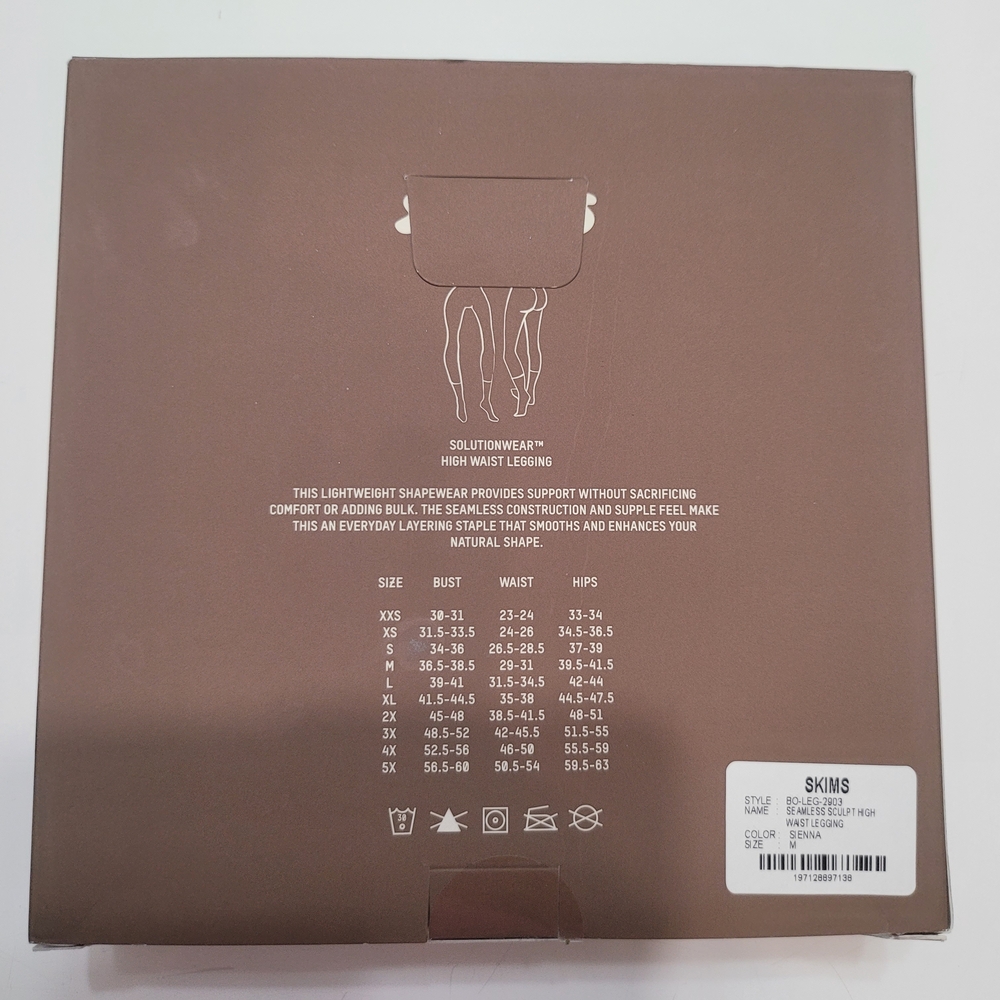 SOLUTIONWEAR™
HIGH WAIST LEGGING
THIS LIGHTWEIGHT SHAPEWEAR PROVIDES SUPPORT WITHOUT SACRIFICING
COMFORT OR ADDING BULK. THE SEAMLESS CONSTRUCTION AND SUPPLE FEEL MAKE
THIS AN EVERYDAY LAYERING STAPLE THAT SMOOTHS AND ENHANCES YOUR
NATURAL SHAPE.
SIZE BUST WAIST HIPS
XXS 30-31 23-24 33-34
XS 31.5-33.5 24-26 34.5-36.5
S 34-36 26.5-28.5 37-39
M 36.5-38.5 29-31 39.5-41.5
L 39-41 31.5-34.5 42-44
XL 41.5-44.5 35-38 44.5-47.5
2X 45-48 38.5-41.5 48-51
3X 48.5-52 42-45.5 51.5-55
4X 52.5-56 46-50 55.5-59
5X 56.5-60 50.5-54 59.5-63
30
SKIMS
STYLE : BO-LEG-2903
NAME : SEAMLESS SCULPT HIGH
WAIST LEGGING
COLOR : SIENNA
SIZE : M
197128897138